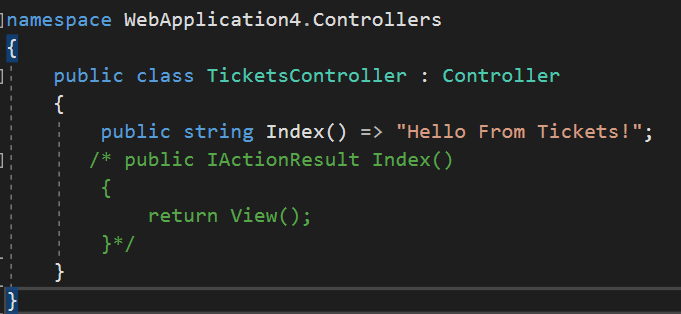 namespace WebApplication4.Controllers
{
    public class TicketsController : Controller
    {
        public string Index() => "Hello From Tickets!";
       /* public IActionResult Index()
        {
            return View();
        }*/
    }
}